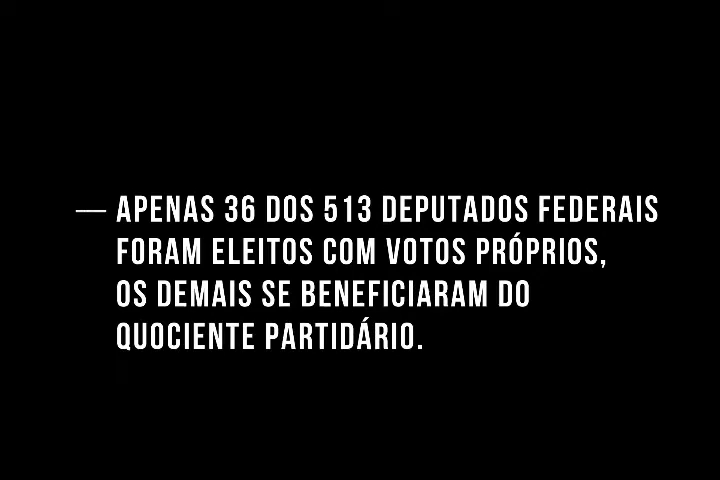 — APENAS 36 DOS 513 DEPUTADOS FEDERAIS
FORAM ELEITOS COM VOTOS PRÓPRIOS,
OS DEMAIS SE BENEFICIARAM DO
QUOCIENTE PARTIDÁRIO.